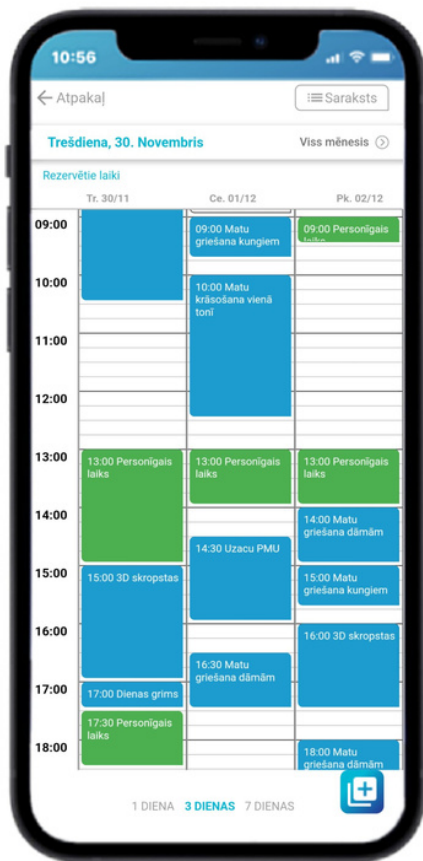 10:56
Atpakaļ
Saraksts
Trešdiena, 30. Novembris
Viss mēnesis
Rezervētie laiki
Tr. 30/11
Ce. 01/12
Pk. 02/12
09:00
09:00 Matu
griešana kungiem
09:00 Personīgais
laiks
10:00
10:00 Matu
krāsošana vienā
tonī
11:00
12:00
13:00
13:00 Personīgais
laiks
13:00 Personīgais
laiks
13:00 Personīgais
laiks
14:00
14:00 Matu
griešana dāmām
14:30 Uzacu PMU
15:00
15:00 3D skropstas
15:00 Matu
griešana kungiem
16:00
16:00 3D skropstas
16:30 Matu
griešana dāmām
17:00
17:00 Dienas grims
17:30 Personīgais
laiks
18:00
18:00 Matu
griešana dāmām
1 DIENA
3 DIENAS
7 DIENAS